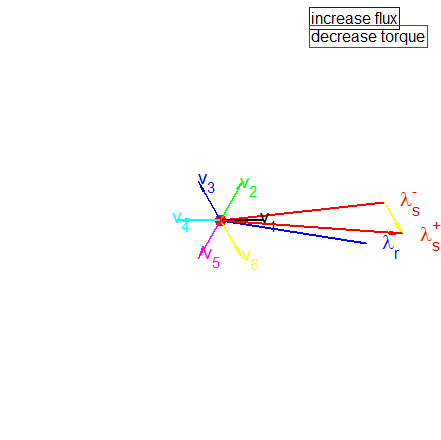 increase flux
decrease torque
v3
v2
λs-
v4
v1
λs+
λr
v5
v6